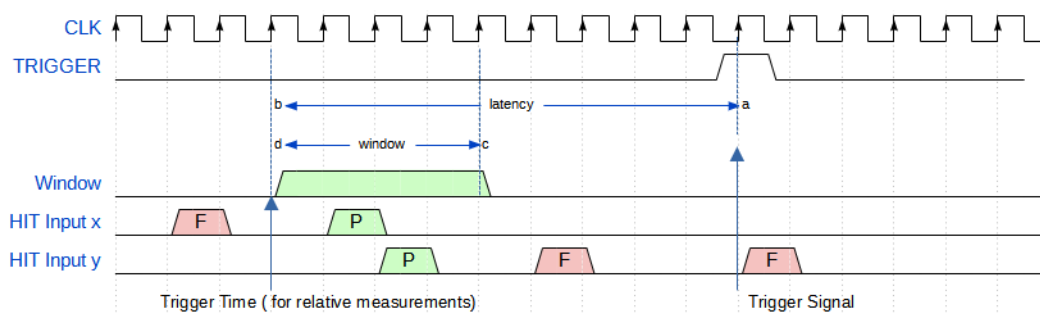 CLK
TRIGGER
b latency a
d window c
Window
HIT Input x F P
HIT Input y P F F
Trigger Time ( for relative measurements) Trigger Signal